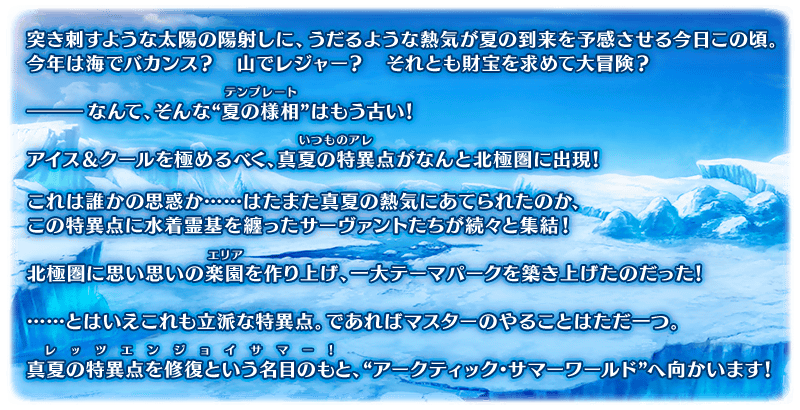 突き刺すような太陽の陽射しに、うだるような熱気が夏の到来を予感させる今日この頃。
今年は海でバカンス？　山でレジャー？　それとも財宝を求めて大冒険？
テンプレート
―――なんて、そんな“夏の様相”はもう古い！
いつものアレ
アイス＆クールを極めるべく、真夏の特異点がなんと北極圏に出現！
これは誰かの思惑か……はたまた真夏の熱気にあてられたのか、
この特異点に水着霊基を纏ったサーヴァントたちが続々と集結！
エリア
北極圏に思い思いの楽園を作り上げ、一大テーマパークを築き上げたのだった！
……とはいえこれも立派な特異点。であればマスターのやることはただ一つ。
レッツエンジョイサマー！
真夏の特異点を修復という名目のもと、“アークティック・サマーワールド”へ向かいます！